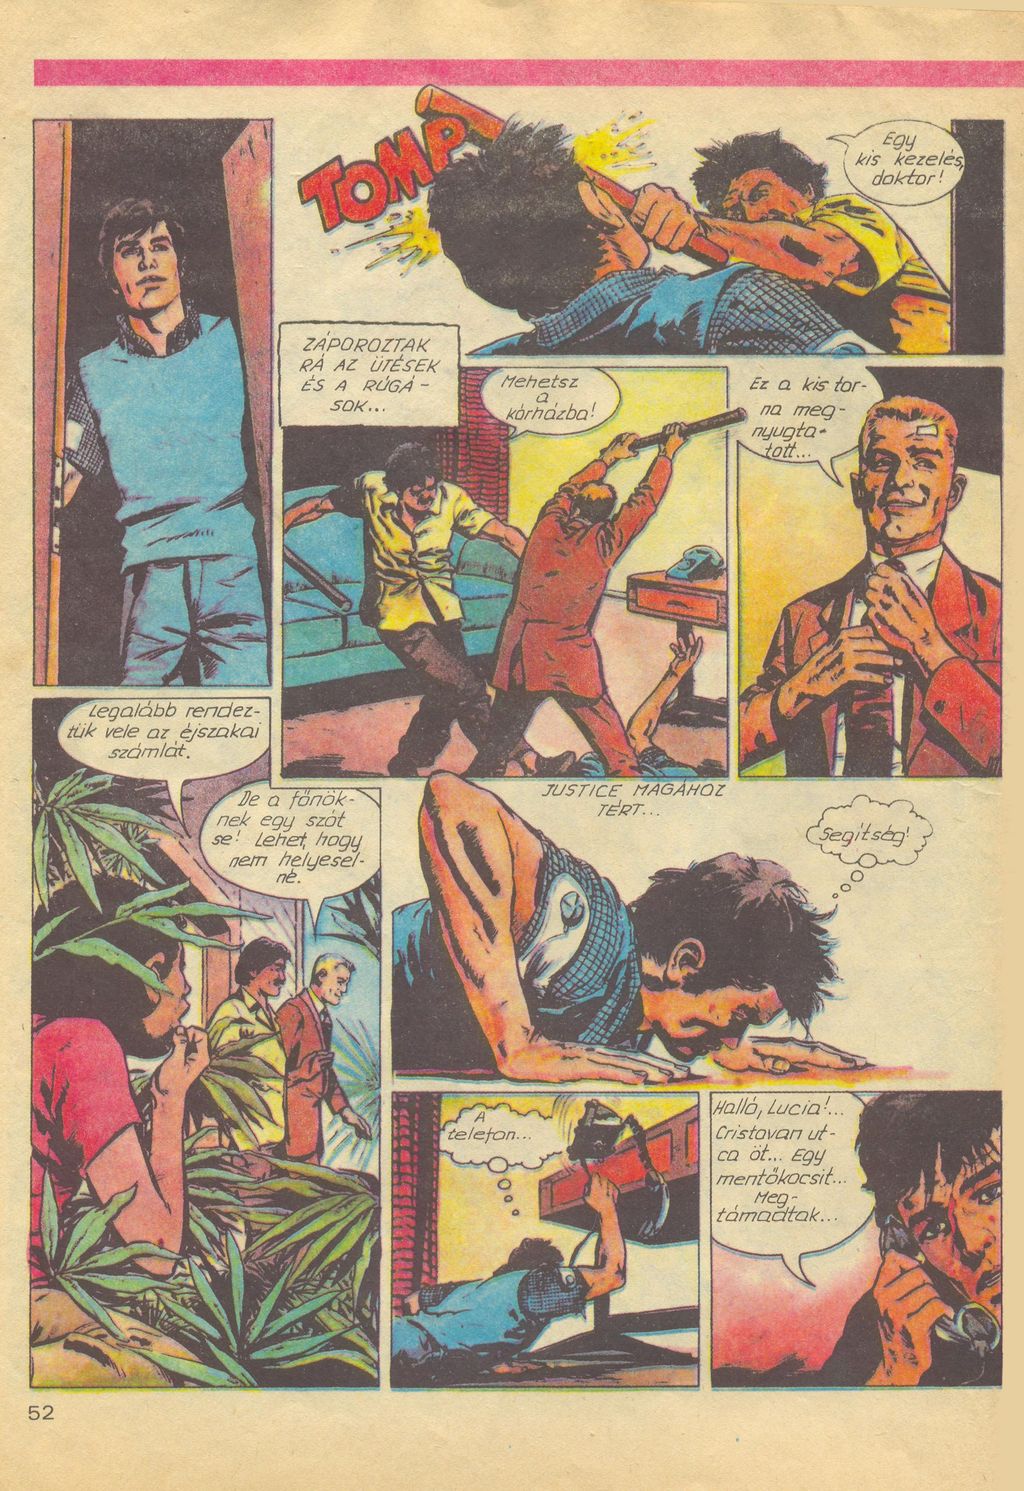 TOMP
Egy
kis kezelés,
doktor!
ZÁPOROZTAK
RÁ AZ ÜTÉSEK
ÉS A RÚGÁ-
SOK...
Mehetsz
a
kórházba!
Ez a kis tor-
na meg-
nyugta-
tott...
Legalább rendez-
tük vele az éjszakai
számlát.
De a főnök-
nek egy szót
se! Lehet, hogy
nem helyesel-
né.
JUSTICE MAGÁHOZ
TÉRT...
Segítség!
A
telefon...
Halló, Lucia!...
Cristovan ut-
ca öt... Egy
mentőkocsit...
Meg-
támadtak...
52